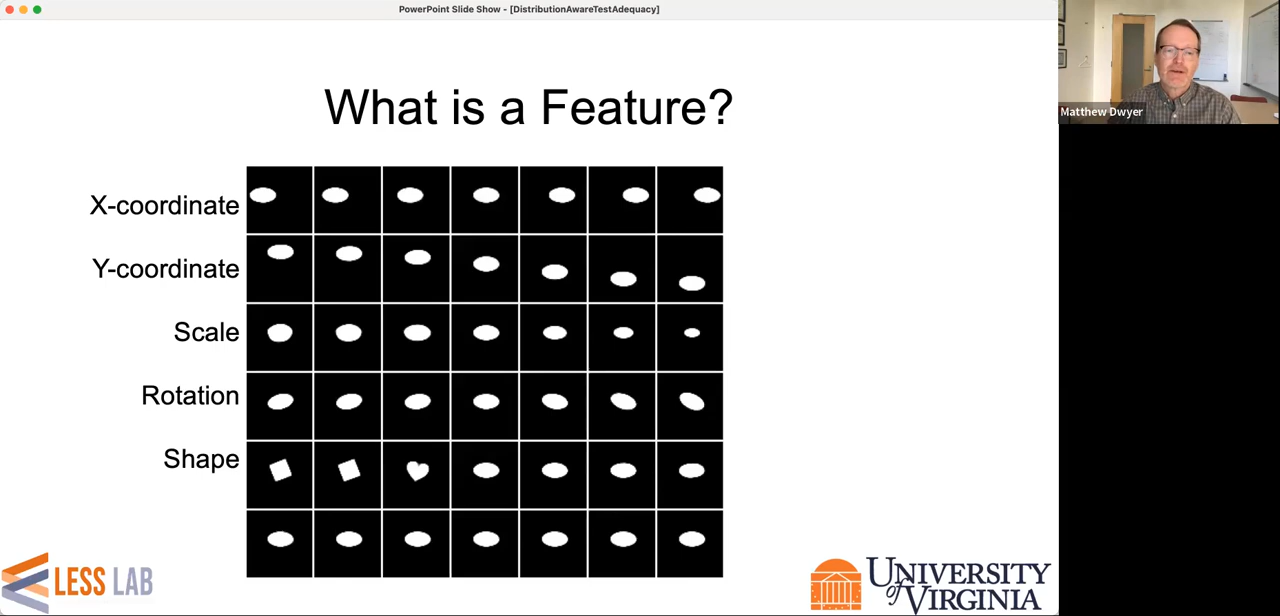 PowerPoint Slide Show - [DistributionAwareTestAdequacy]
Matthew Dwyer
What is a Feature?
X-coordinate
Y-coordinate
Scale
Rotation
Shape
LESS LAB
UNIVERSITY
of VIRGINIA